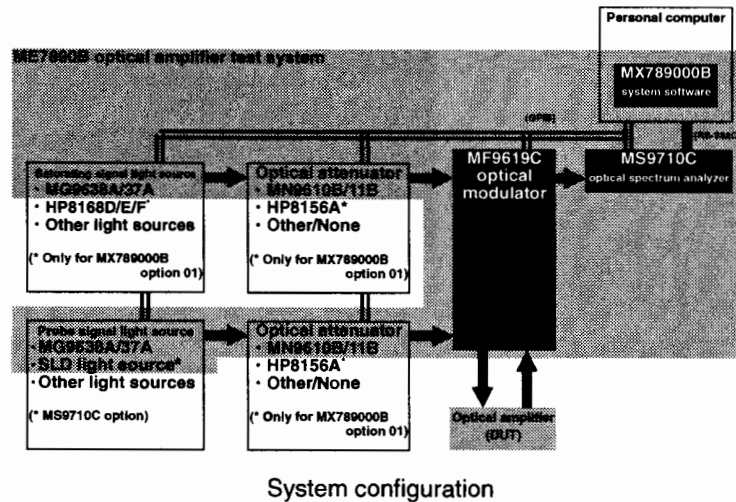 Personal computer
ME7890B optical amplifier test system
MX789000B
system software
(GPIB)
MF9619C
optical
modulator
MS9710C
optical spectrum analyzer
Saturating signal light source
· MG9638A/37A
· HP8168D/E/F*
· Other light sources
(* Only for MX789000B
option 01)
Optical attenuator
· MN9610B/11B
· HP8156A*
· Other/None
(* Only for MX789000B
option 01)
Probe signal light source
· MG9638A/37A
· SLD light source*
· Other light sources
(* MS9710C option)
Optical attenuator
· MN9610B/11B
· HP8156A*
· Other/None
(* Only for MX789000B
option 01)
Optical amplifier
(DUT)
System configuration